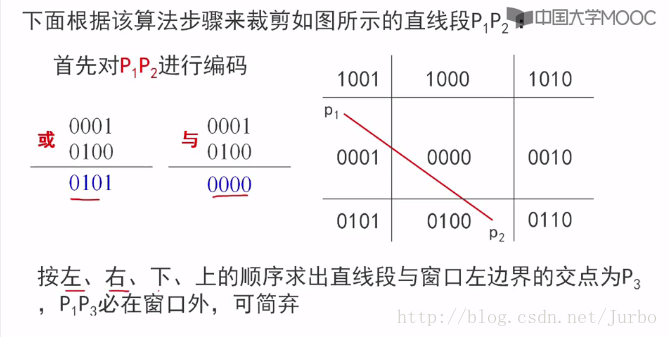 下面根据该算法步骤来裁剪如图所示的直线段P₁P₂：
中国大学MOOC
首先对P₁P₂进行编码
或 0001
0100
0101
与 0001
0100
0000
1001 1000 1010
p₁
0001 0000 0010
0101 0100 0110
p₂
按左、右、下、上的顺序求出直线段与窗口左边界的交点为P₃
，P₁P₃必在窗口外，可简弃
http://blog.csdn.net/Jurbo